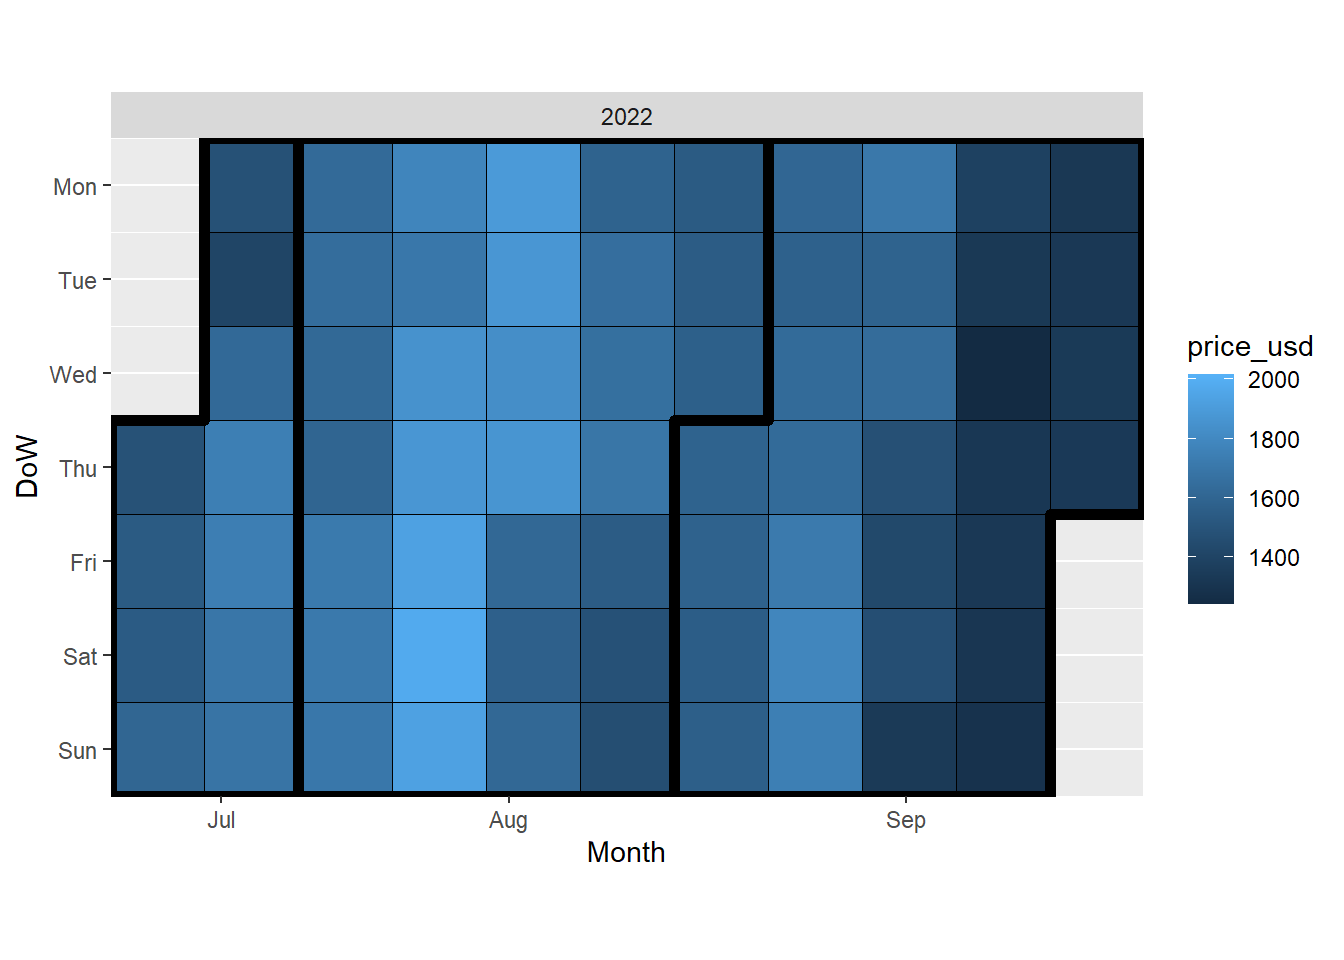 2022
Mon
Tue
Wed
Thu
Fri
Sat
Sun
DoW
Jul
Aug
Sep
Month
price_usd
2000
1800
1600
1400